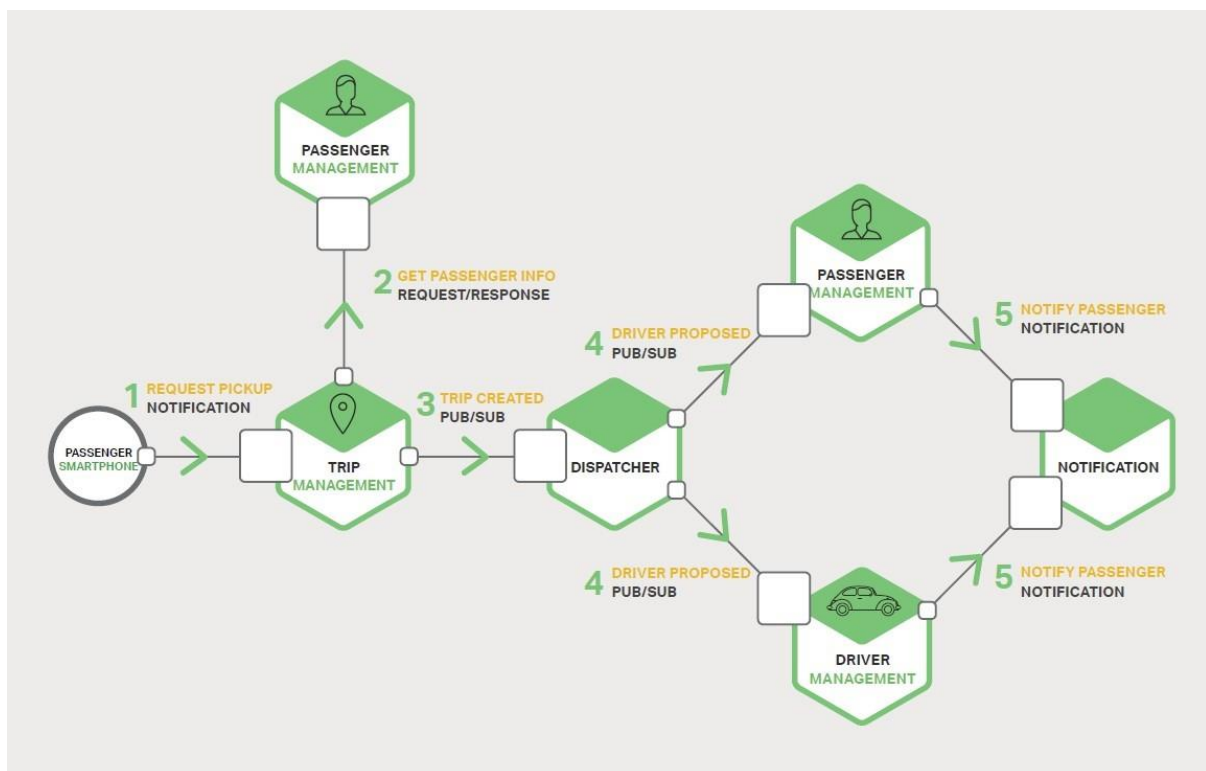 PASSENGER
MANAGEMENT
2 GET PASSENGER INFO
REQUEST/RESPONSE
1 REQUEST PICKUP
NOTIFICATION
PASSENGER
SMARTPHONE
TRIP
MANAGEMENT
3 TRIP CREATED
PUB/SUB
DISPATCHER
4 DRIVER PROPOSED
PUB/SUB
PASSENGER
MANAGEMENT
5 NOTIFY PASSENGER
NOTIFICATION
NOTIFICATION
4 DRIVER PROPOSED
PUB/SUB
DRIVER
MANAGEMENT
5 NOTIFY PASSENGER
NOTIFICATION